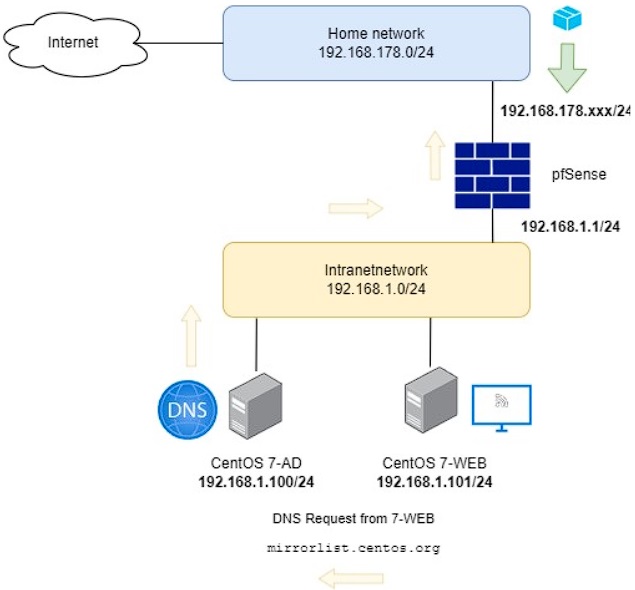 Internet
Home network
192.168.178.0/24
192.168.178.xxx/24
pfSense
192.168.1.1/24
Intranetnetwork
192.168.1.0/24
DNS
CentOS 7-AD
192.168.1.100/24
CentOS 7-WEB
192.168.1.101/24
DNS Request from 7-WEB
mirrorlist.centos.org